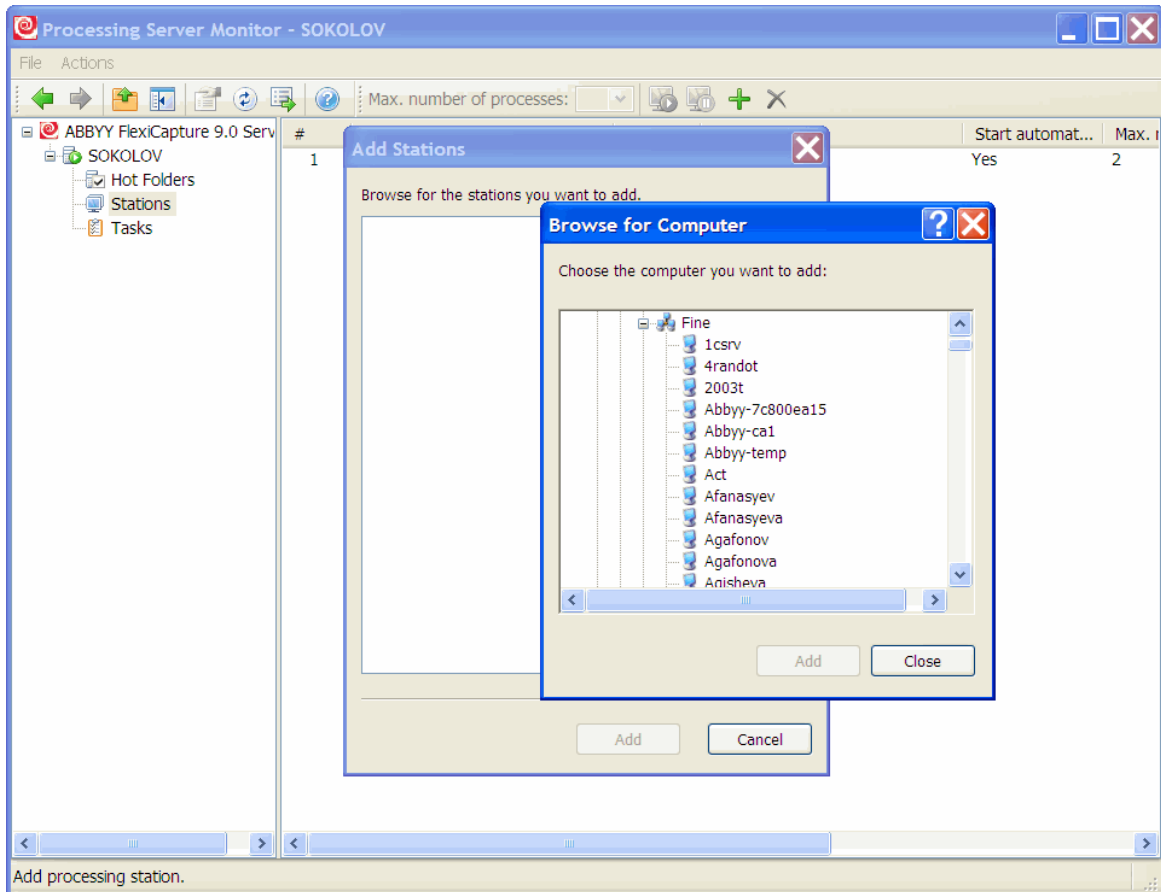 Processing Server Monitor - SOKOLOV
File Actions
Max. number of processes:
ABBYY FlexiCapture 9.0 Serv
SOKOLOV
Hot Folders
Stations
Tasks
# Start automat... Max. r
1 Yes 2
Add Stations
Browse for the stations you want to add.
Add Cancel
Browse for Computer
Choose the computer you want to add:
Fine
1csrv
4randot
2003t
Abbyy-7c800ea15
Abbyy-ca1
Abbyy-temp
Act
Afanasyev
Afanasyeva
Agafonov
Agafonova
Agisheva
Add Close
Add processing station.